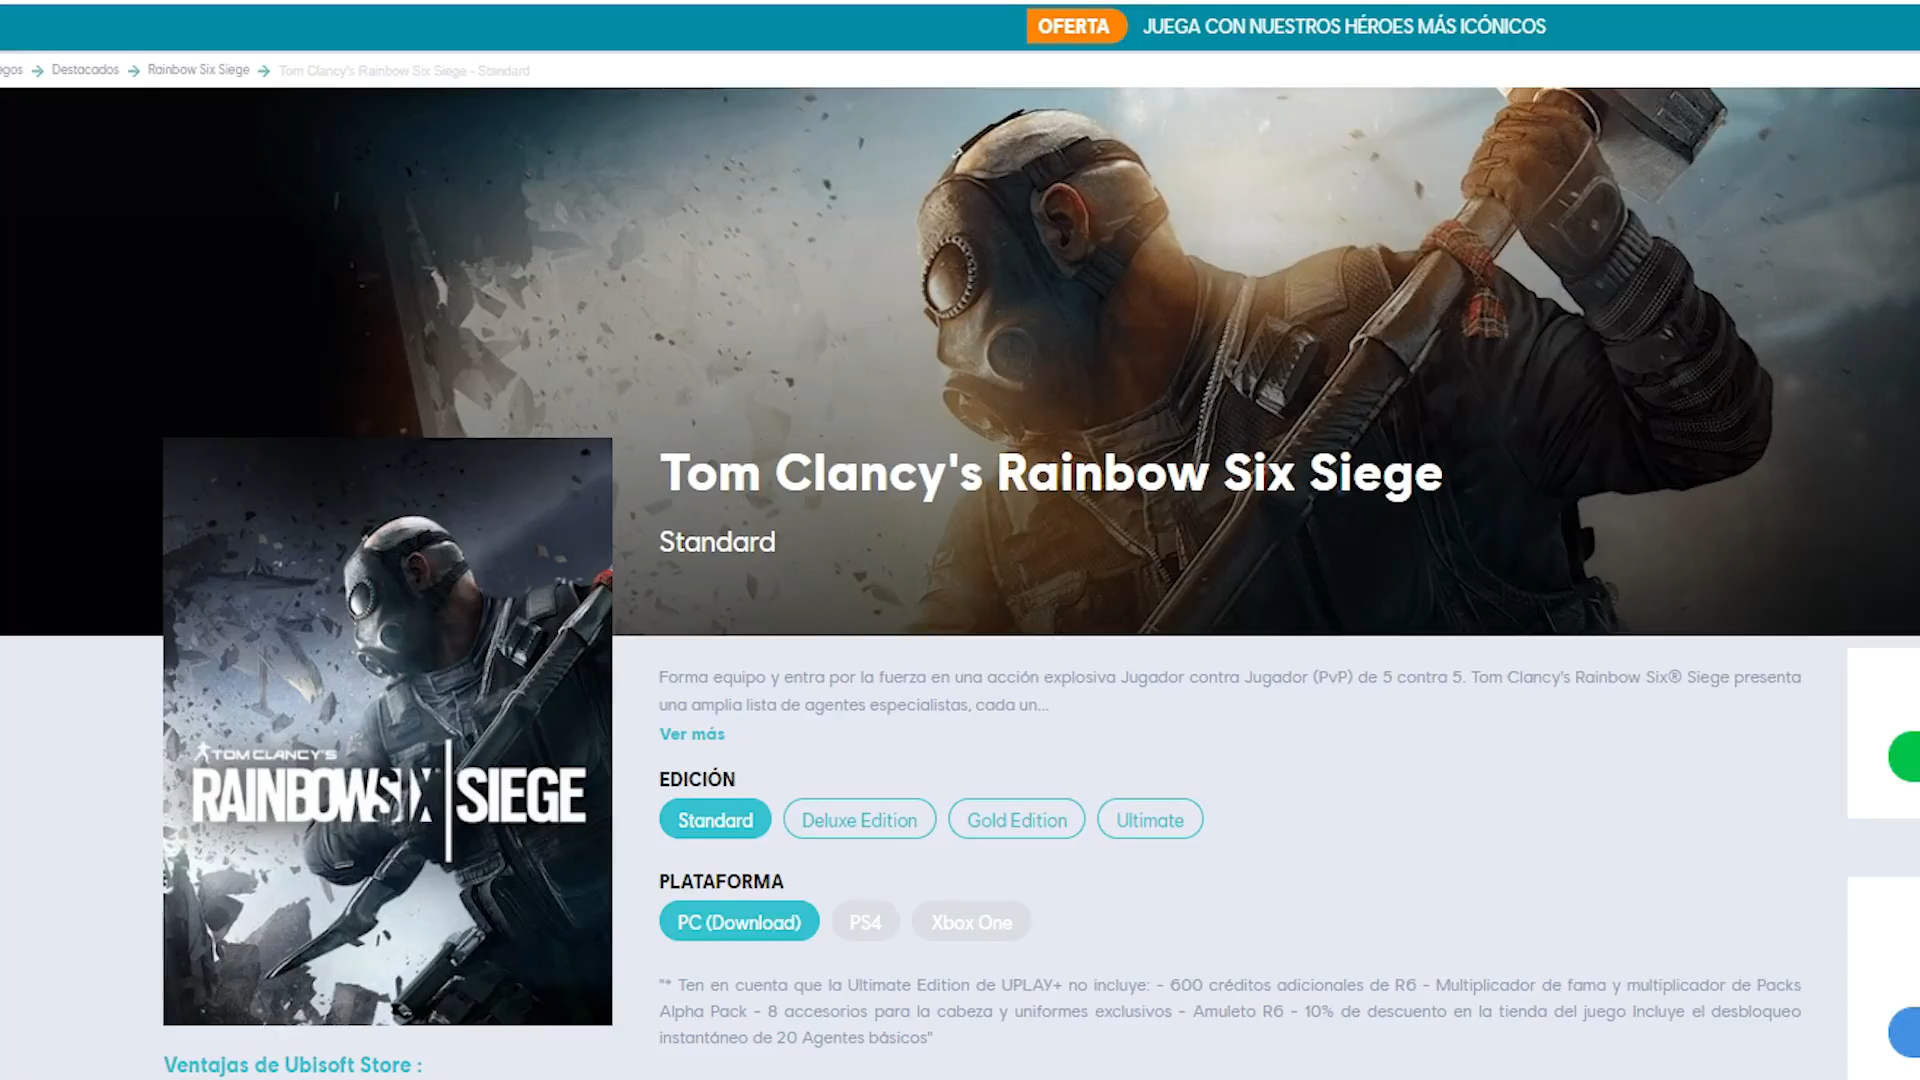 OFERTA JUEGA CON NUESTROS HÉROES MÁS ICÓNICOS
egos → Destacados → Rainbow Six Siege → Tom Clancy's Rainbow Six Siege - Standard
Tom Clancy's Rainbow Six Siege
Standard
TOM CLANCY'S
RAINBOWSIX | SIEGE
Forma equipo y entra por la fuerza en una acción explosiva Jugador contra Jugador (PvP) de 5 contra 5. Tom Clancy's Rainbow Six® Siege presenta
una amplia lista de agentes especialistas, cada un...
Ver más
EDICIÓN
Standard Deluxe Edition Gold Edition Ultimate
PLATAFORMA
PC (Download) PS4 Xbox One
"* Ten en cuenta que la Ultimate Edition de UPLAY+ no incluye: - 600 créditos adicionales de R6 - Multiplicador de fama y multiplicador de Packs
Alpha Pack - 8 accesorios para la cabeza y uniformes exclusivos - Amuleto R6 - 10% de descuento en la tienda del juego Incluye el desbloqueo
instantáneo de 20 Agentes básicos"
Ventajas de Ubisoft Store :